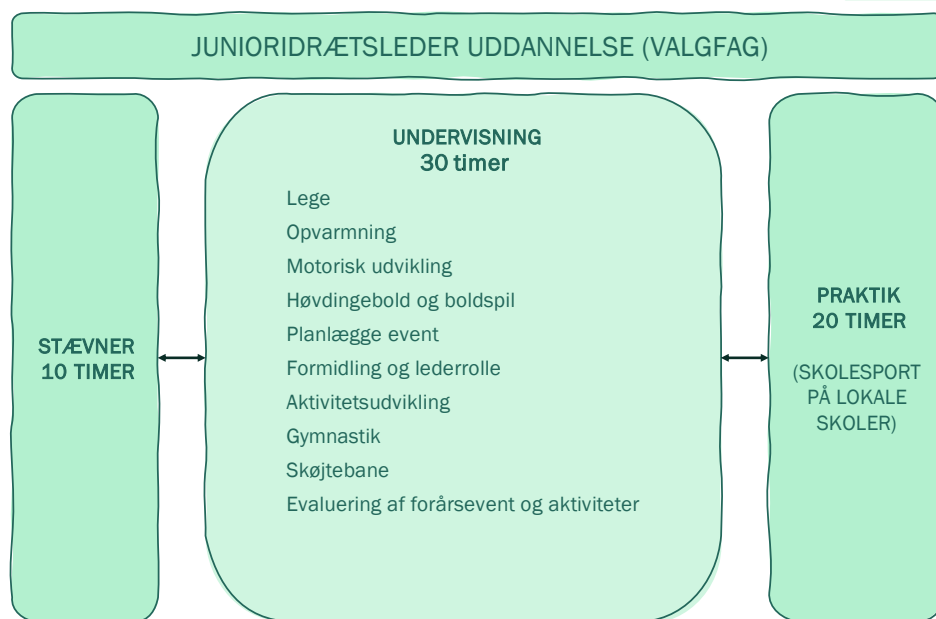 JUNIORIDRÆTSLEDER UDDANNELSE (VALGFAG)
STÆVNER
10 TIMER
UNDERVISNING
30 timer
Lege
Opvarmning
Motorisk udvikling
Høvdingebold og boldspil
Planlægge event
Formidling og lederrolle
Aktivitetsudvikling
Gymnastik
Skøjtebane
Evaluering af forårsevent og aktiviteter
PRAKTIK
20 TIMER
(SKOLESPORT
PÅ LOKALE
SKOLER)